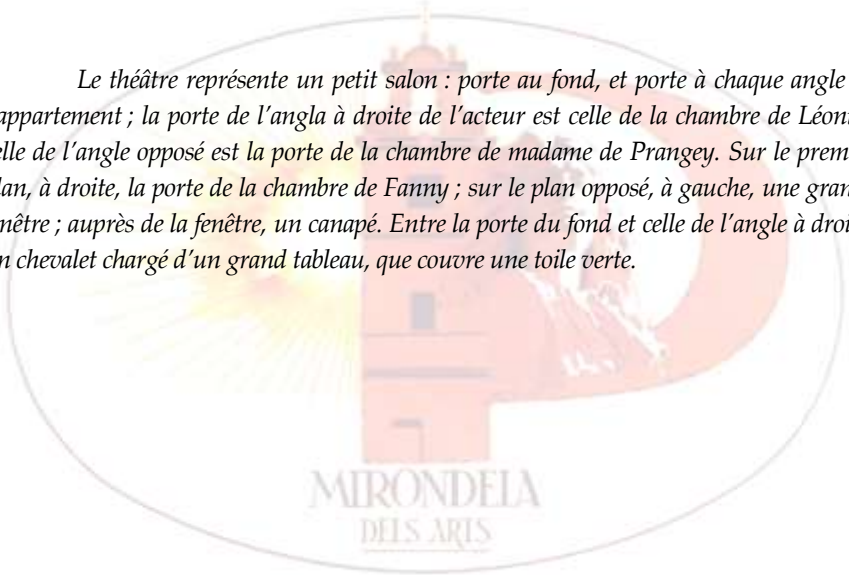 Le théâtre représente un petit salon : porte au fond, et porte à chaque angle
appartement ; la porte de l'angla à droite de l'acteur est celle de la chambre de Léoni
elle de l'angle opposé est la porte de la chambre de madame de Prangey. Sur le prem
lan, à droite, la porte de la chambre de Fanny ; sur le plan opposé, à gauche, une gran
nêtre ; auprès de la fenêtre, un canapé. Entre la porte du fond et celle de l'angle à droi
n chevalet chargé d'un grand tableau, que couvre une toile verte.
MIRONDELA
DELS ARTS